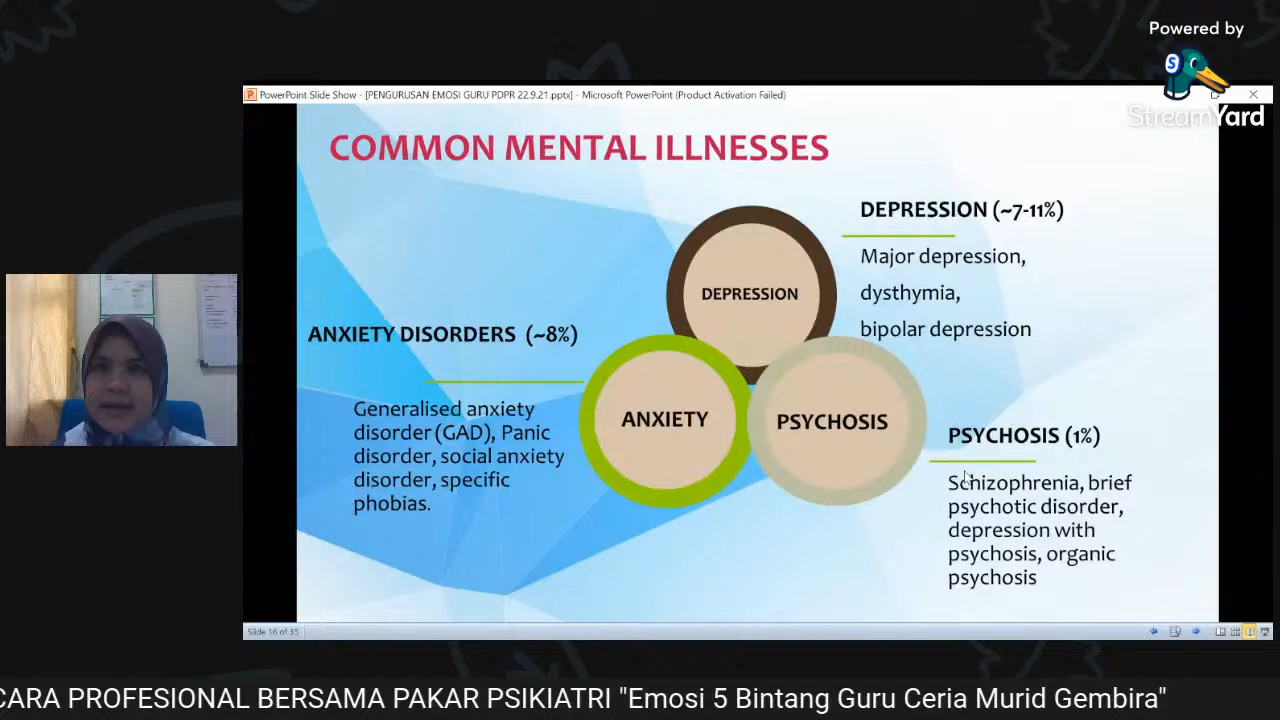 Powered by
StreamYard
PowerPoint Slide Show - [PENGURUSAN EMOSI GURU PDPR 22.9.21.pptx] - Microsoft PowerPoint (Product Activation Failed)
COMMON MENTAL ILLNESSES
DEPRESSION (~7-11%)
Major depression,
dysthymia,
bipolar depression
DEPRESSION
ANXIETY DISORDERS (~8%)
Generalised anxiety
disorder (GAD), Panic
disorder, social anxiety
disorder, specific
phobias.
ANXIETY
PSYCHOSIS
PSYCHOSIS (1%)
Schizophrenia, brief
psychotic disorder,
depression with
psychosis, organic
psychosis
Slide 16 of 35
CARA PROFESIONAL BERSAMA PAKAR PSIKIATRI "Emosi 5 Bintang Guru Ceria Murid Gembira"